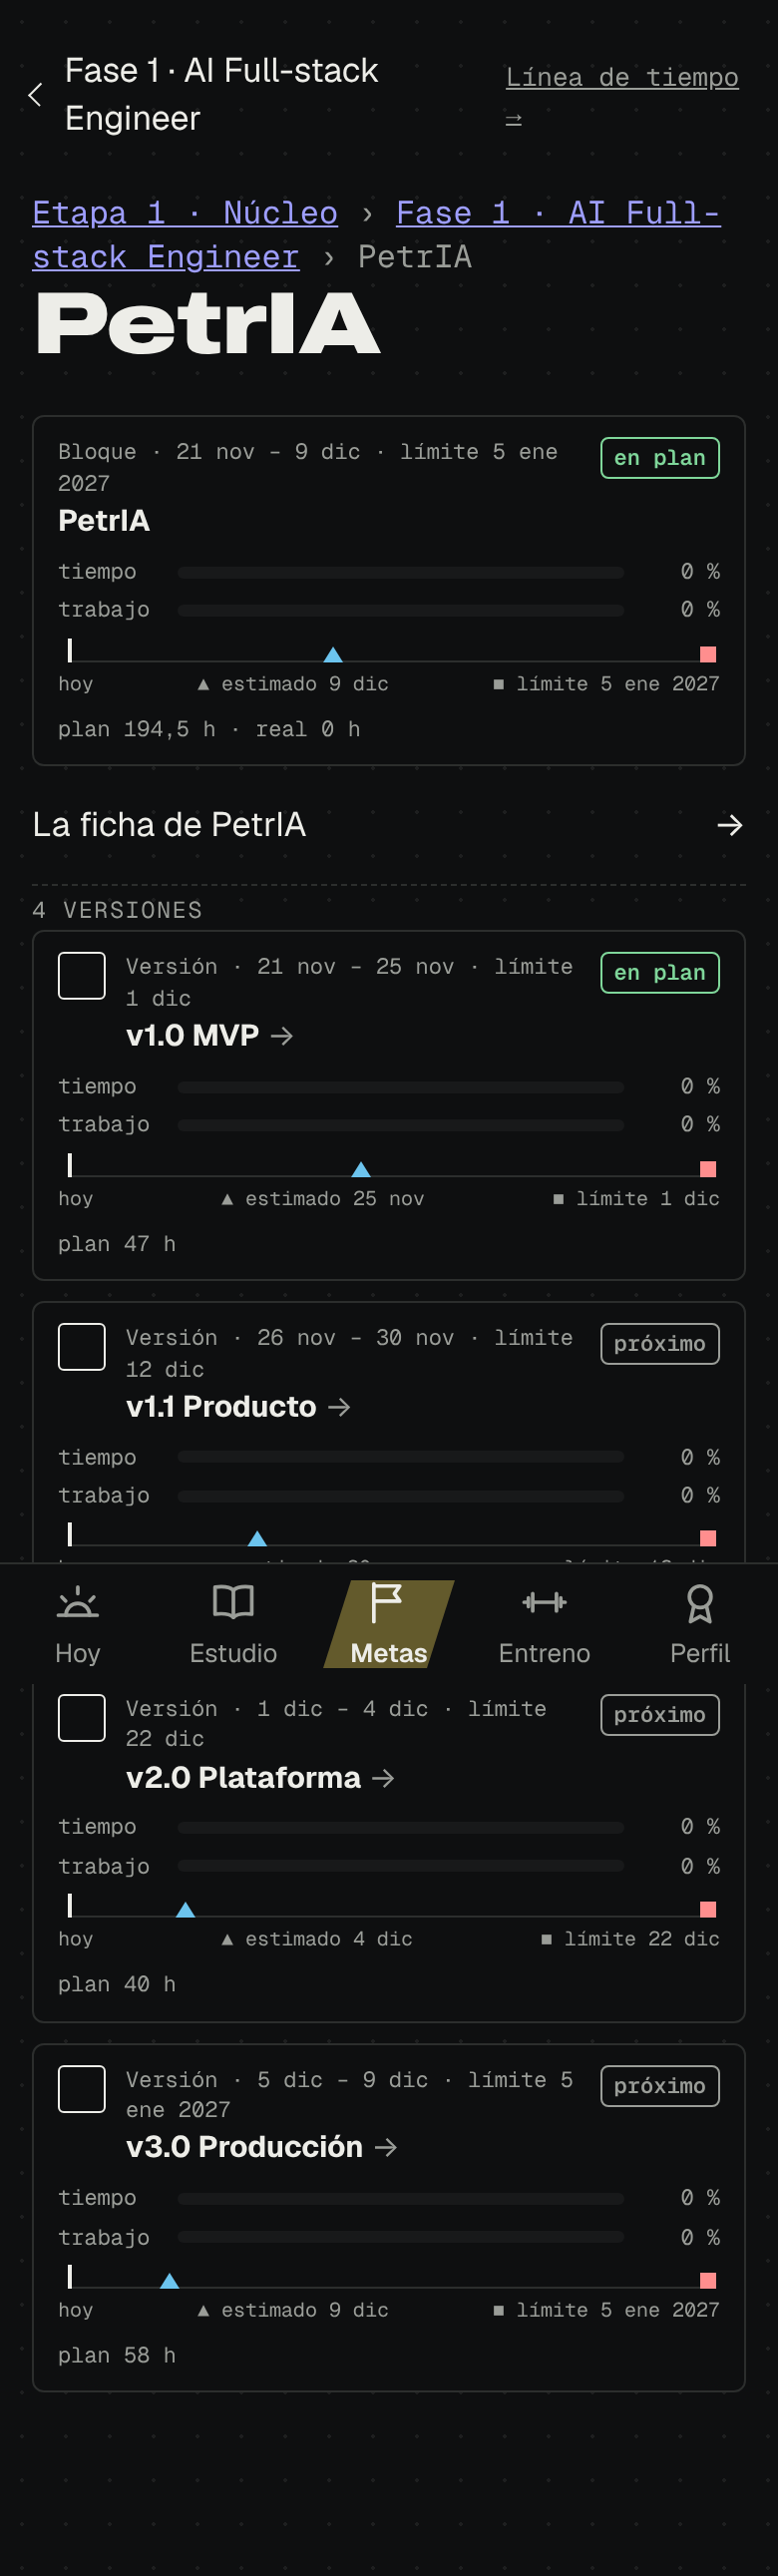 Fase 1 · AI Full-stack
Engineer
Línea de tiempo
→
Etapa 1 · Núcleo › Fase 1 · AI Full-
stack Engineer › PetrIA
PetrIA
Bloque · 21 nov – 9 dic · límite 5 ene
2027
en plan
PetrIA
tiempo 0 %
trabajo 0 %
hoy ▲ estimado 9 dic ■ límite 5 ene 2027
plan 194,5 h · real 0 h
La ficha de PetrIA →
4 VERSIONES
Versión · 21 nov – 25 nov · límite
1 dic
en plan
v1.0 MVP →
tiempo 0 %
trabajo 0 %
hoy ▲ estimado 25 nov ■ límite 1 dic
plan 47 h
Versión · 26 nov – 30 nov · límite
12 dic
próximo
v1.1 Producto →
tiempo 0 %
trabajo 0 %
Hoy Estudio Metas Entreno Perfil
Versión · 1 dic – 4 dic · límite
22 dic
próximo
v2.0 Plataforma →
tiempo 0 %
trabajo 0 %
hoy ▲ estimado 4 dic ■ límite 22 dic
plan 40 h
Versión · 5 dic – 9 dic · límite 5
ene 2027
próximo
v3.0 Producción →
tiempo 0 %
trabajo 0 %
hoy ▲ estimado 9 dic ■ límite 5 ene 2027
plan 58 h